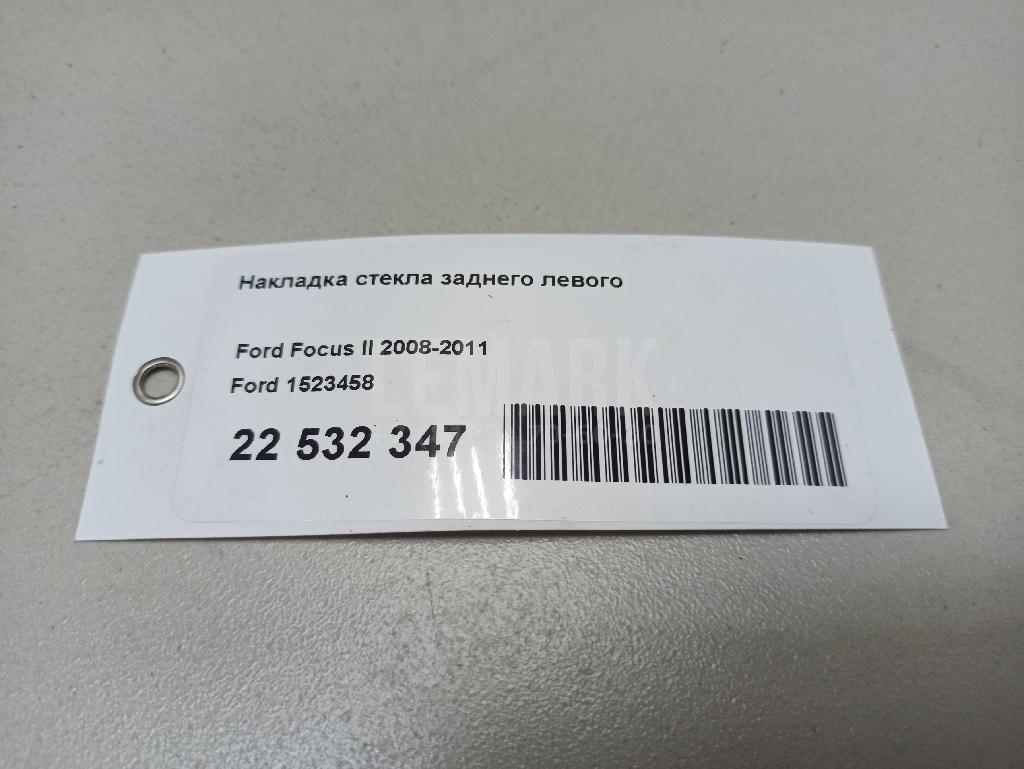 Накладка стекла заднего левого
Ford Focus II 2008-2011
Ford 1523458
LEMARK
22 532 347